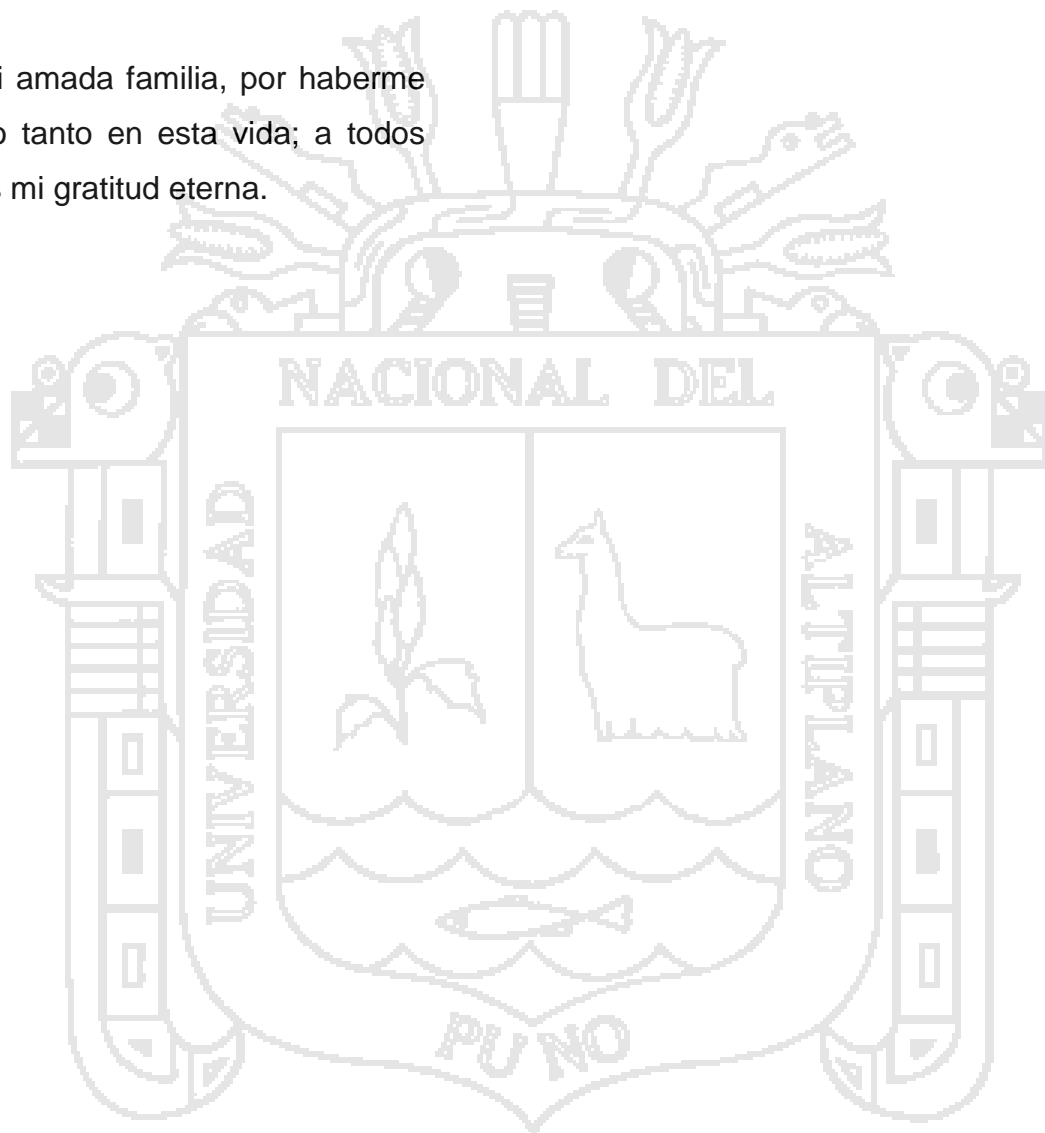 i amada familia, por haberme
o tanto en esta vida; a todos
s mi gratitud eterna.
NACIONAL DEL
UNIVERSIDAD
ALTIPLANO
PUNO